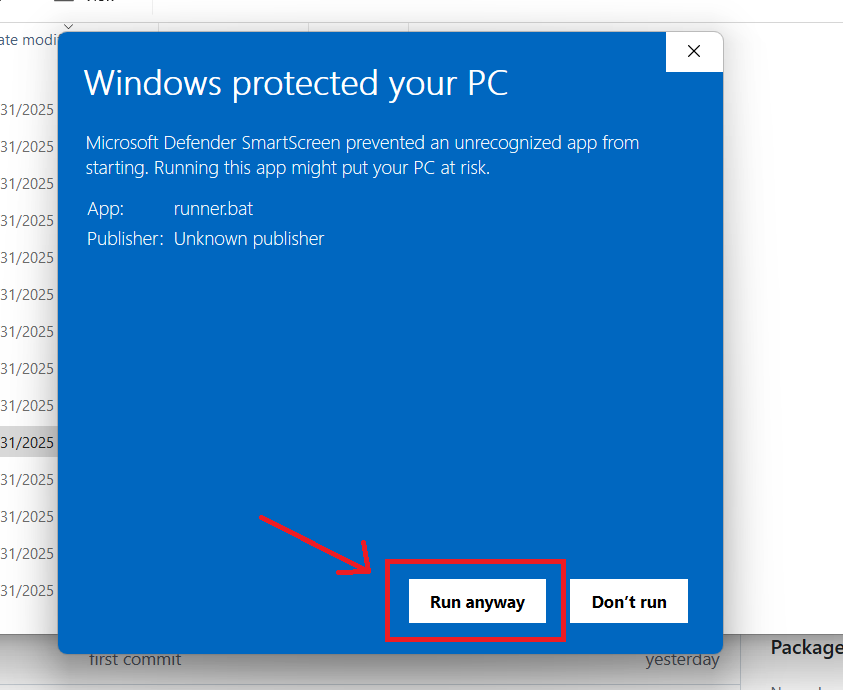 Windows protected your PC
Microsoft Defender SmartScreen prevented an unrecognized app from
starting. Running this app might put your PC at risk.
App: runner.bat
Publisher: Unknown publisher
31/2025
31/2025
31/2025
31/2025
31/2025
31/2025
31/2025
31/2025
31/2025
31/2025
31/2025
31/2025
31/2025
31/2025
Run anyway Don't run
first commit yesterday
Package